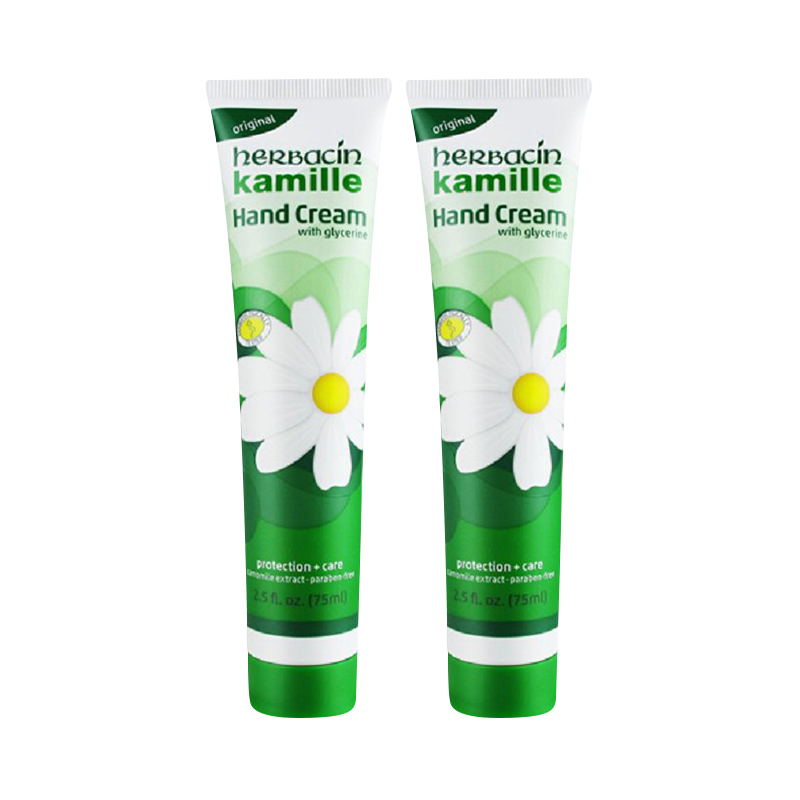 original
herbacin
kamille
Hand Cream
with glycerine
protection + care
camomile extract - paraben-free
2.5 fl. oz. (75ml)
original
herbacin
kamille
Hand Cream
with glycerine
protection + care
camomile extract - paraben-free
2.5 fl. oz. (75ml)